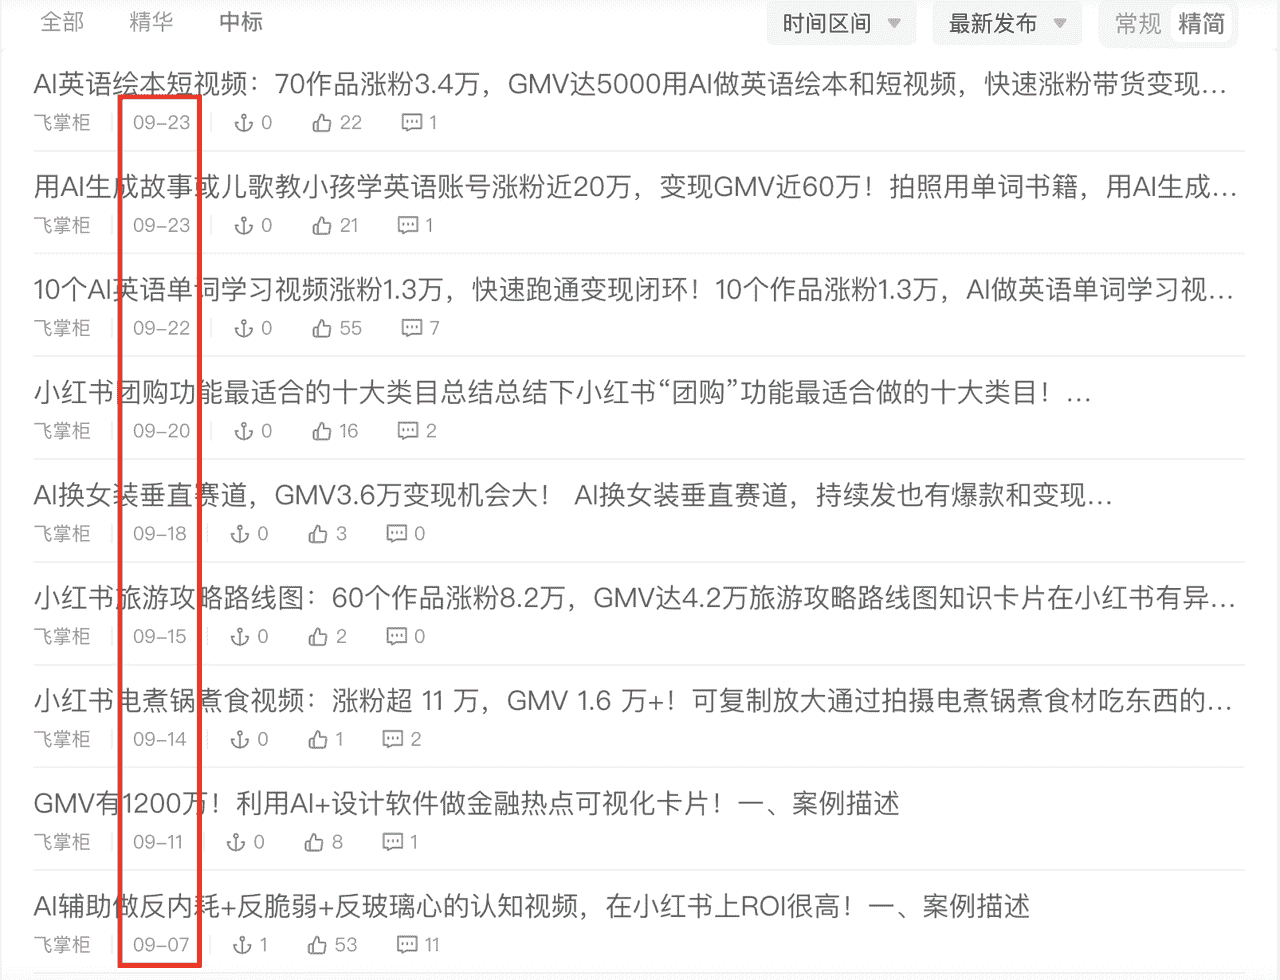 全部 精华 中标 时间区间 最新发布 常规 精简
AI英语绘本短视频：70作品涨粉3.4万，GMV达5000用AI做英语绘本和短视频，快速涨粉带货变现...
飞掌柜 09-23 0 22 1
用AI生成故事或儿歌教小孩学英语账号涨粉近20万，变现GMV近60万！拍照用单词书籍，用AI生成...
飞掌柜 09-23 0 21 1
10个AI英语单词学习视频涨粉1.3万，快速跑通变现闭环！10个作品涨粉1.3万，AI做英语单词学习视...
飞掌柜 09-22 0 55 7
小红书团购功能最适合的十大类目总结总结下小红书“团购”功能最适合做的十大类目！...
飞掌柜 09-20 0 16 2
AI换女装垂直赛道，GMV3.6万变现机会大！ AI换女装垂直赛道，持续发也有爆款和变现...
飞掌柜 09-18 0 3 0
小红书旅游攻略路线图：60个作品涨粉8.2万，GMV达4.2万旅游攻略路线图知识卡片在小红书有异...
飞掌柜 09-15 0 2 0
小红书电煮锅煮食视频：涨粉超 11 万，GMV 1.6 万+！可复制放大通过拍摄电煮锅煮食材吃东西的...
飞掌柜 09-14 0 1 2
GMV有1200万！利用AI+设计软件做金融热点可视化卡片！一、案例描述
飞掌柜 09-11 0 8 1
AI辅助做反内耗+反脆弱+反玻璃心的认知视频，在小红书上ROI很高！一、案例描述
飞掌柜 09-07 1 53 11